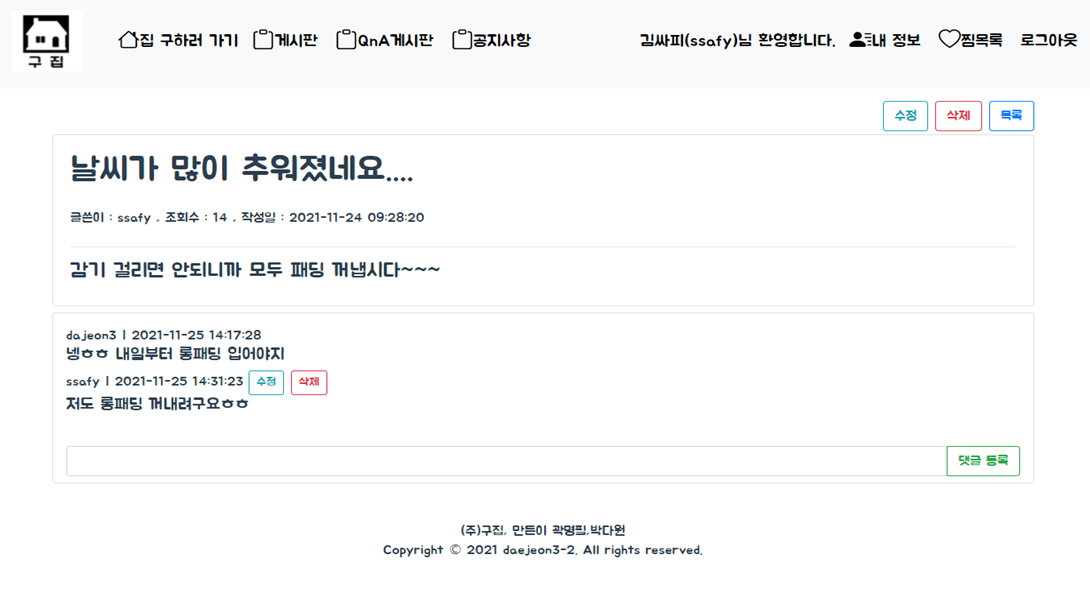 구 집
집 구하러 가기 게시판 QnA게시판 공지사항 김싸피(ssafy)님 환영합니다. 내 정보 찜목록 로그아웃
수정 삭제 목록
날씨가 많이 추워졌네요....
글쓴이 : ssafy , 조회수 : 14 , 작성일 : 2021-11-24 09:28:20
감기 걸리면 안되니까 모두 패딩 꺼냅시다~~~
dajeon3 | 2021-11-25 14:17:28
넹ㅎㅎ 내일부터 롱패딩 입어야지
ssafy | 2021-11-25 14:31:23 수정 삭제
저도 롱패딩 꺼내려구요ㅎㅎ
댓글 등록
(주)구집, 만든이 곽명필,박다원
Copyright © 2021 daejeon3-2. All rights reserved.